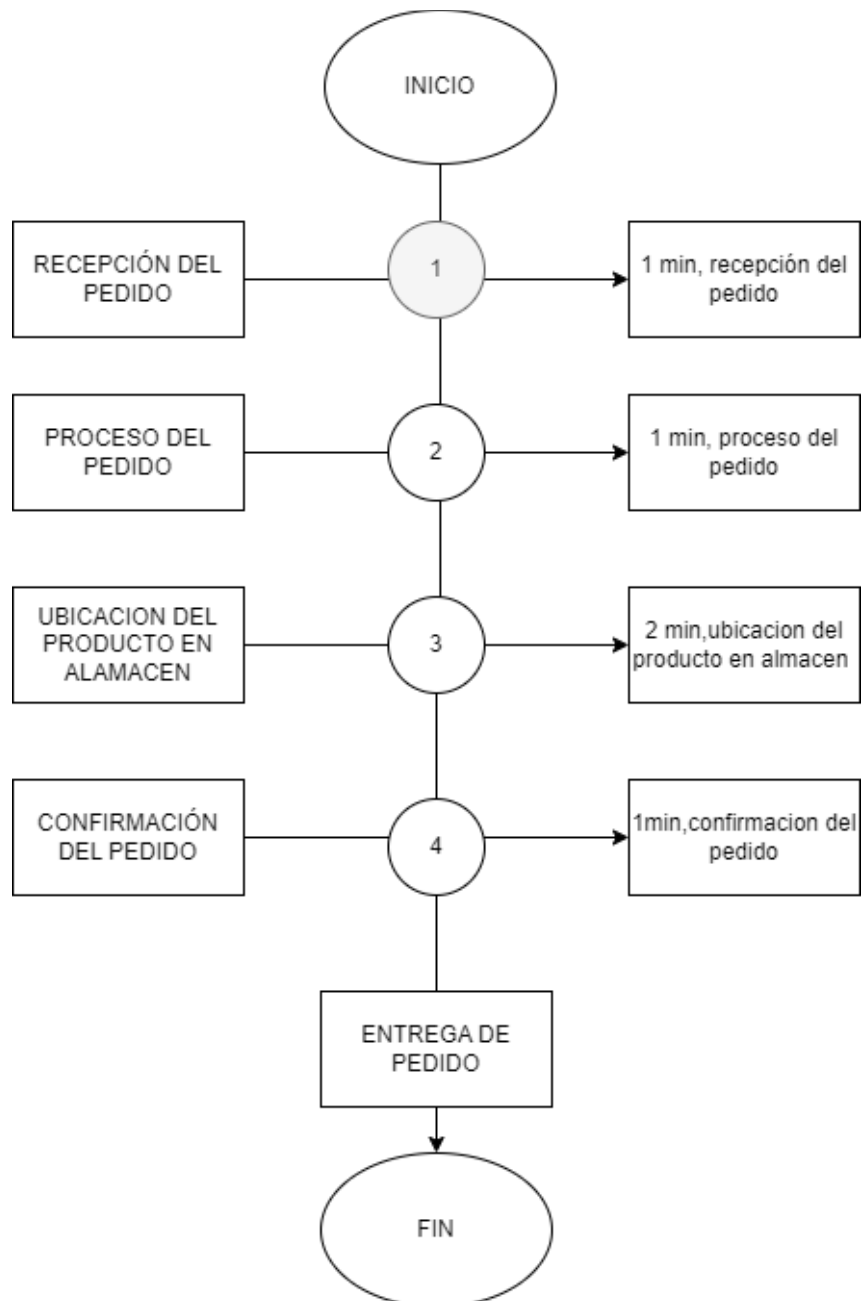 INICIO
RECEPCIÓN DEL
PEDIDO
1
1 min, recepción del
pedido
PROCESO DEL
PEDIDO
2
1 min, proceso del
pedido
UBICACION DEL
PRODUCTO EN
ALAMACEN
3
2 min,ubicacion del
producto en almacen
CONFIRMACIÓN
DEL PEDIDO
4
1min,confirmacion del
pedido
ENTREGA DE
PEDIDO
FIN